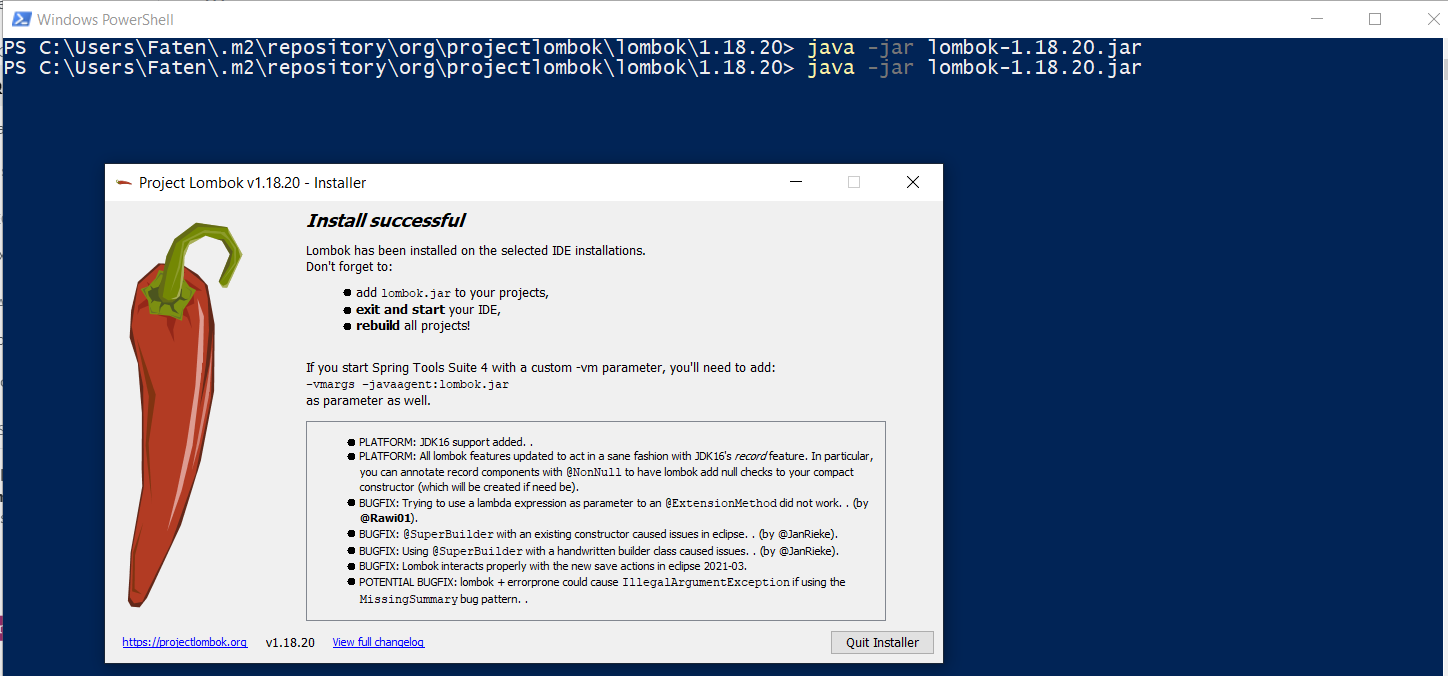 Windows PowerShell
PS C:\Users\Faten\.m2\repository\org\projectlombok\lombok\1.18.20> java -jar lombok-1.18.20.jar
PS C:\Users\Faten\.m2\repository\org\projectlombok\lombok\1.18.20> java -jar lombok-1.18.20.jar
Project Lombok v1.18.20 - Installer
Install successful
Lombok has been installed on the selected IDE installations.
Don't forget to:
● add lombok.jar to your projects,
● exit and start your IDE,
● rebuild all projects!
If you start Spring Tools Suite 4 with a custom -vm parameter, you'll need to add:
-vmargs -javaagent:lombok.jar
as parameter as well.
● PLATFORM: JDK16 support added. .
● PLATFORM: All lombok features updated to act in a sane fashion with JDK16's record feature. In particular,
you can annotate record components with @NonNull to have lombok add null checks to your compact
constructor (which will be created if need be).
● BUGFIX: Trying to use a lambda expression as parameter to an @ExtensionMethod did not work. . (by
@Rawi01).
● BUGFIX: @SuperBuilder with an existing constructor caused issues in eclipse. . (by @JanRieke).
● BUGFIX: Using @SuperBuilder with a handwritten builder class caused issues. . (by @JanRieke).
● BUGFIX: Lombok interacts properly with the new save actions in eclipse 2021-03.
● POTENTIAL BUGFIX: lombok + errorprone could cause IllegalArgumentException if using the
MissingSummary bug pattern. .
https://projectlombok.org v1.18.20 View full changelog Quit Installer